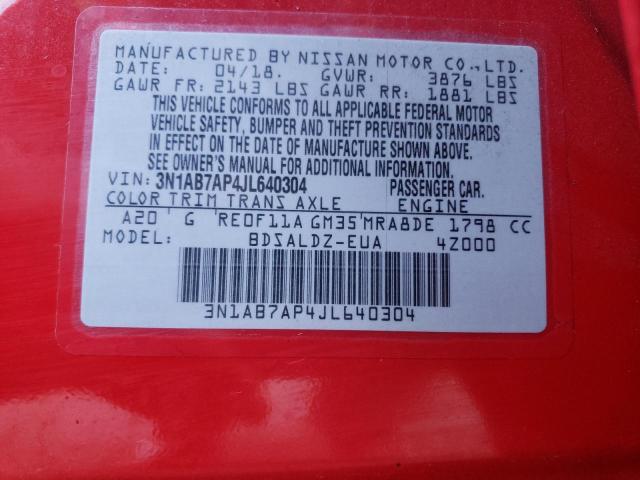 MANUFACTURED BY NISSAN MOTOR CO.,LTD.
DATE: 04/18. GVWR: 3876 LBS
GAWR FR: 2143 LBS GAWR RR: 1881 LBS
THIS VEHICLE CONFORMS TO ALL APPLICABLE FEDERAL MOTOR
VEHICLE SAFETY, BUMPER AND THEFT PREVENTION STANDARDS
IN EFFECT ON THE DATE OF MANUFACTURE SHOWN ABOVE.
SEE OWNER'S MANUAL FOR ADDITIONAL INFORMATION.
VIN: 3N1AB7AP4JL640304 PASSENGER CAR.
COLOR TRIM TRANS AXLE ENGINE
A20 G RE0F11A GM35 MRA8DE 1798 CC
MODEL: BDSALDZ-EUA 4Z000
3N1AB7AP4JL640304